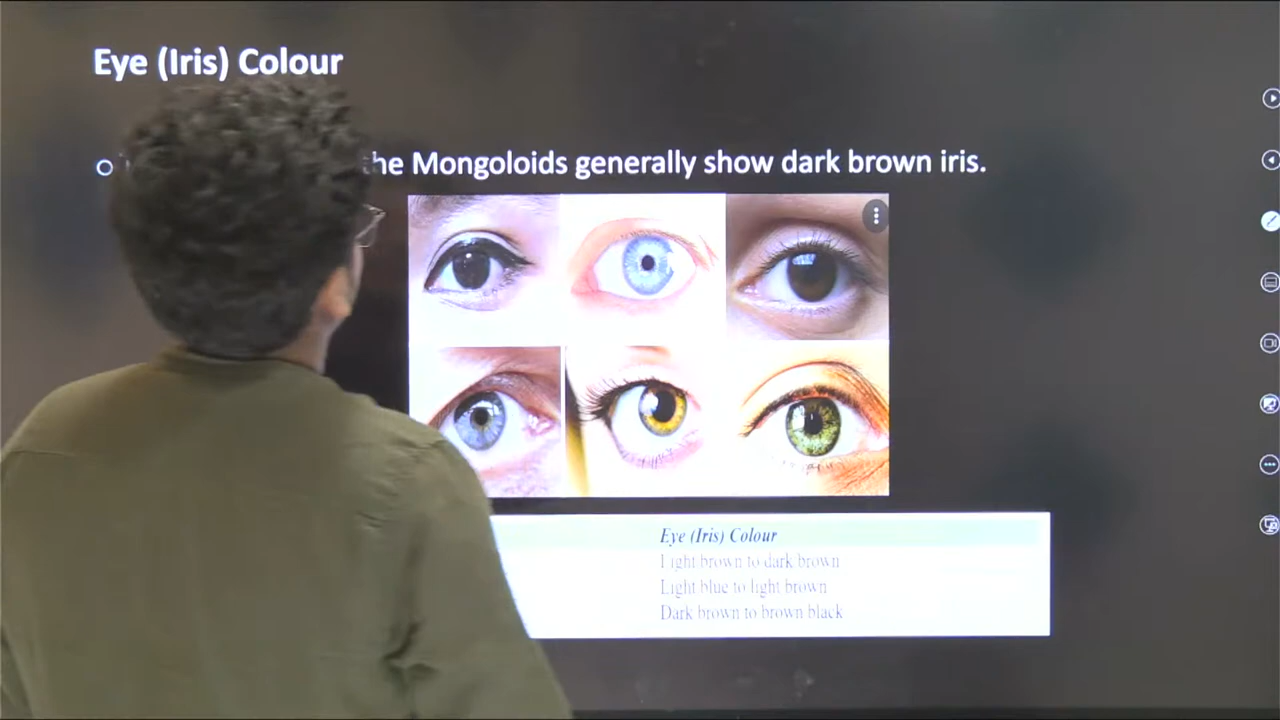 Eye (Iris) Colour
the Mongoloids generally show dark brown iris.
Eye (Iris) Colour
Light brown to dark brown
Light blue to light brown
Dark brown to brown black